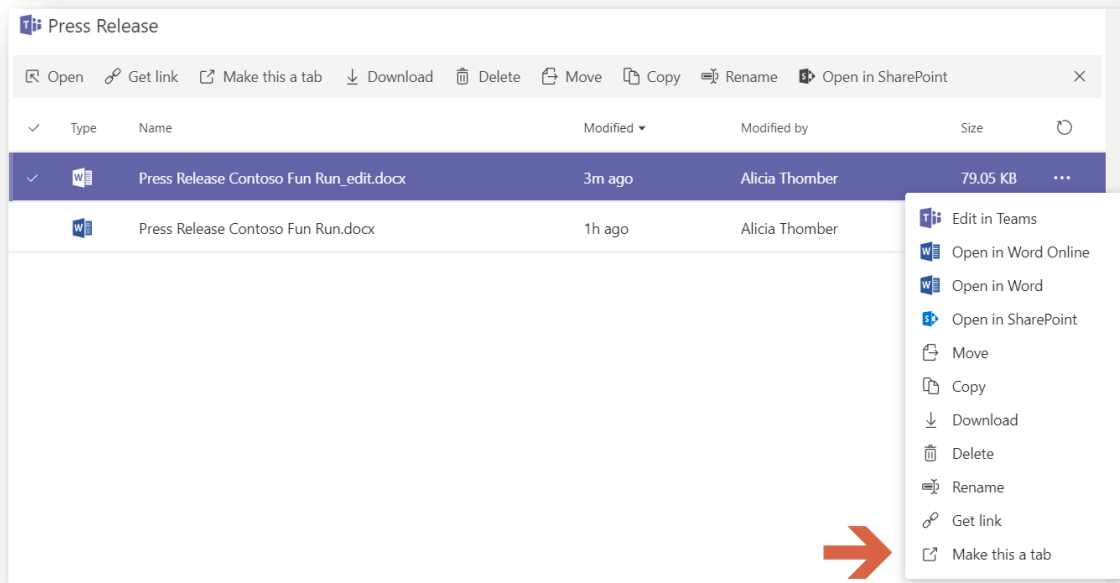 Press Release
Open Get link Make this a tab Download Delete Move Copy Rename Open in SharePoint
Type Name Modified Modified by Size
Press Release Contoso Fun Run_edit.docx 3m ago Alicia Thomber 79.05 KB
Press Release Contoso Fun Run.docx 1h ago Alicia Thomber
Edit in Teams
Open in Word Online
Open in Word
Open in SharePoint
Move
Copy
Download
Delete
Rename
Get link
Make this a tab